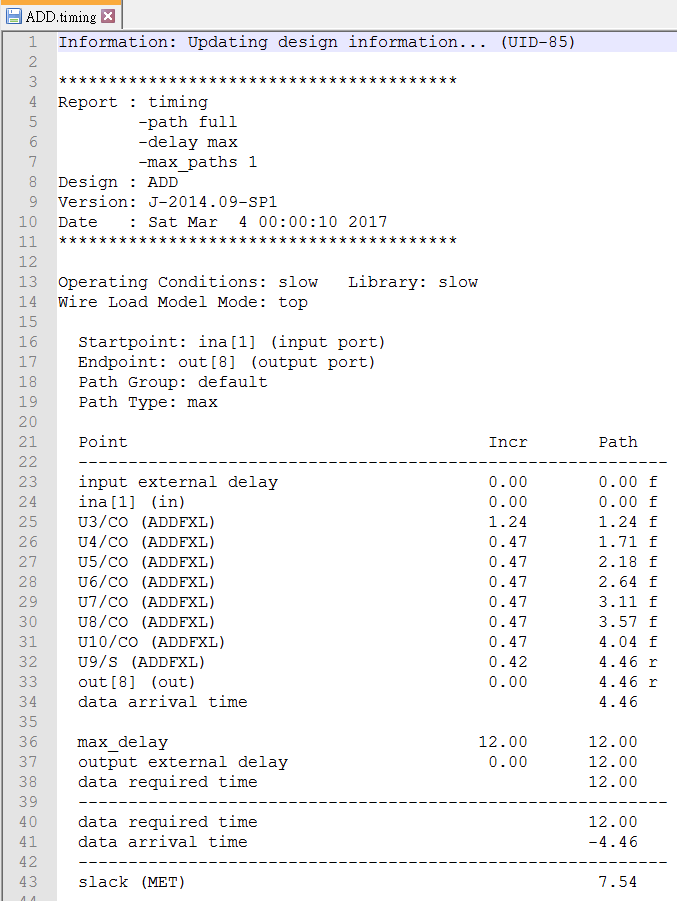 ADD.timing
1 Information: Updating design information... (UID-85)
2
3 ****************************************
4 Report : timing
5         -path full
6         -delay max
7         -max_paths 1
8 Design : ADD
9 Version: J-2014.09-SP1
10 Date   : Sat Mar  4 00:00:10 2017
11 ****************************************
12
13 Operating Conditions: slow   Library: slow
14 Wire Load Model Mode: top
15
16   Startpoint: ina[1] (input port)
17   Endpoint: out[8] (output port)
18   Path Group: default
19   Path Type: max
20
21   Point                                    Incr       Path
22   -----------------------------------------------------------
23   input external delay                     0.00       0.00 f
24   ina[1] (in)                              0.00       0.00 f
25   U3/CO (ADDFXL)                           1.24       1.24 f
26   U4/CO (ADDFXL)                           0.47       1.71 f
27   U5/CO (ADDFXL)                           0.47       2.18 f
28   U6/CO (ADDFXL)                           0.47       2.64 f
29   U7/CO (ADDFXL)                           0.47       3.11 f
30   U8/CO (ADDFXL)                           0.47       3.57 f
31   U10/CO (ADDFXL)                          0.47       4.04 f
32   U9/S (ADDFXL)                            0.42       4.46 r
33   out[8] (out)                             0.00       4.46 r
34   data arrival time                                   4.46
35
36   max_delay                               12.00      12.00
37   output external delay                    0.00      12.00
38   data required time                                 12.00
39   -----------------------------------------------------------
40   data required time                                 12.00
41   data arrival time                                  -4.46
42   -----------------------------------------------------------
43   slack (MET)                                         7.54